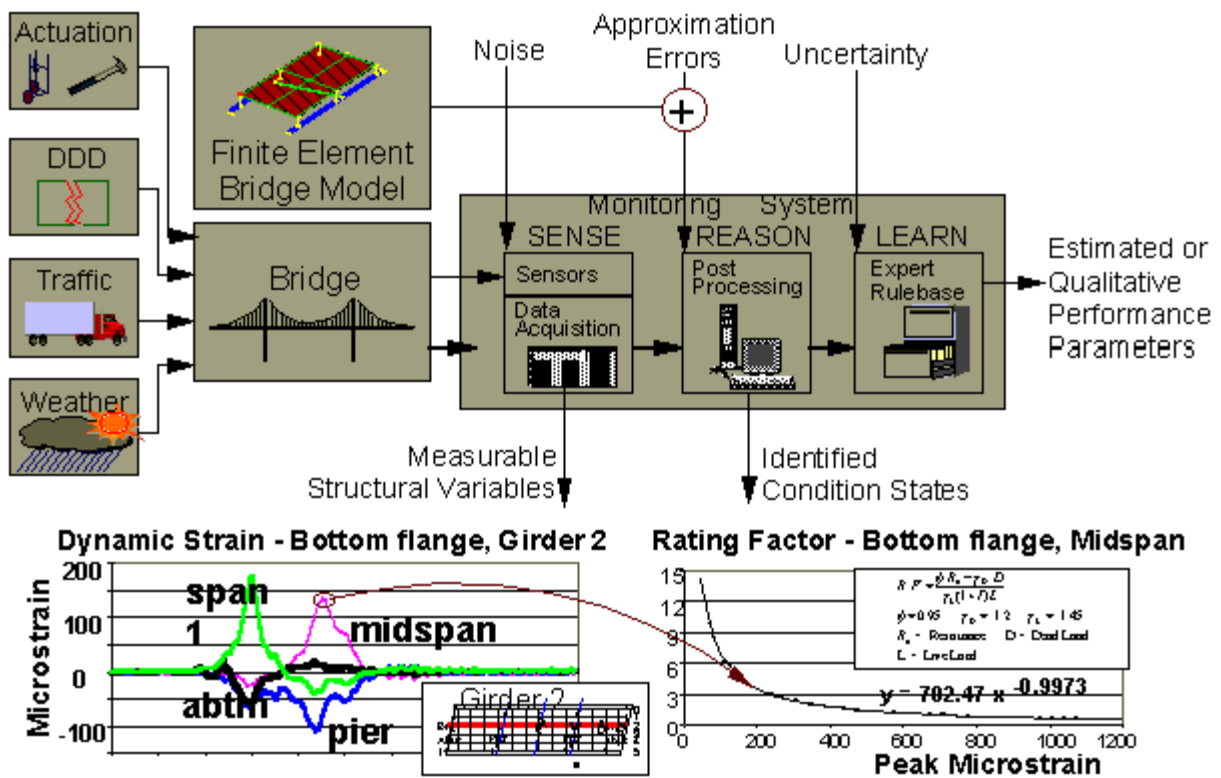 Actuation
DDD
Traffic
Weather
Finite Element
Bridge Model
Bridge
Noise
Approximation
Errors
Uncertainty
+
Monitoring System
SENSE
REASON
LEARN
Sensors
Data
Acquisition
Post
Processing
Expert
Rulebase
Estimated or
Qualitative
Performance
Parameters
Measurable
Structural Variables
Identified
Condition States
Dynamic Strain - Bottom flange, Girder 2
Microstrain
200
100
0
-100
span
1
midspan
abtm
pier
Girder 2
Rating Factor - Bottom flange, Midspan
15
12
9
6
3
0
0 200 400 600 800 1000 1200
Peak Microstrain
y = 702.47 x -0.9973
L - Live Load